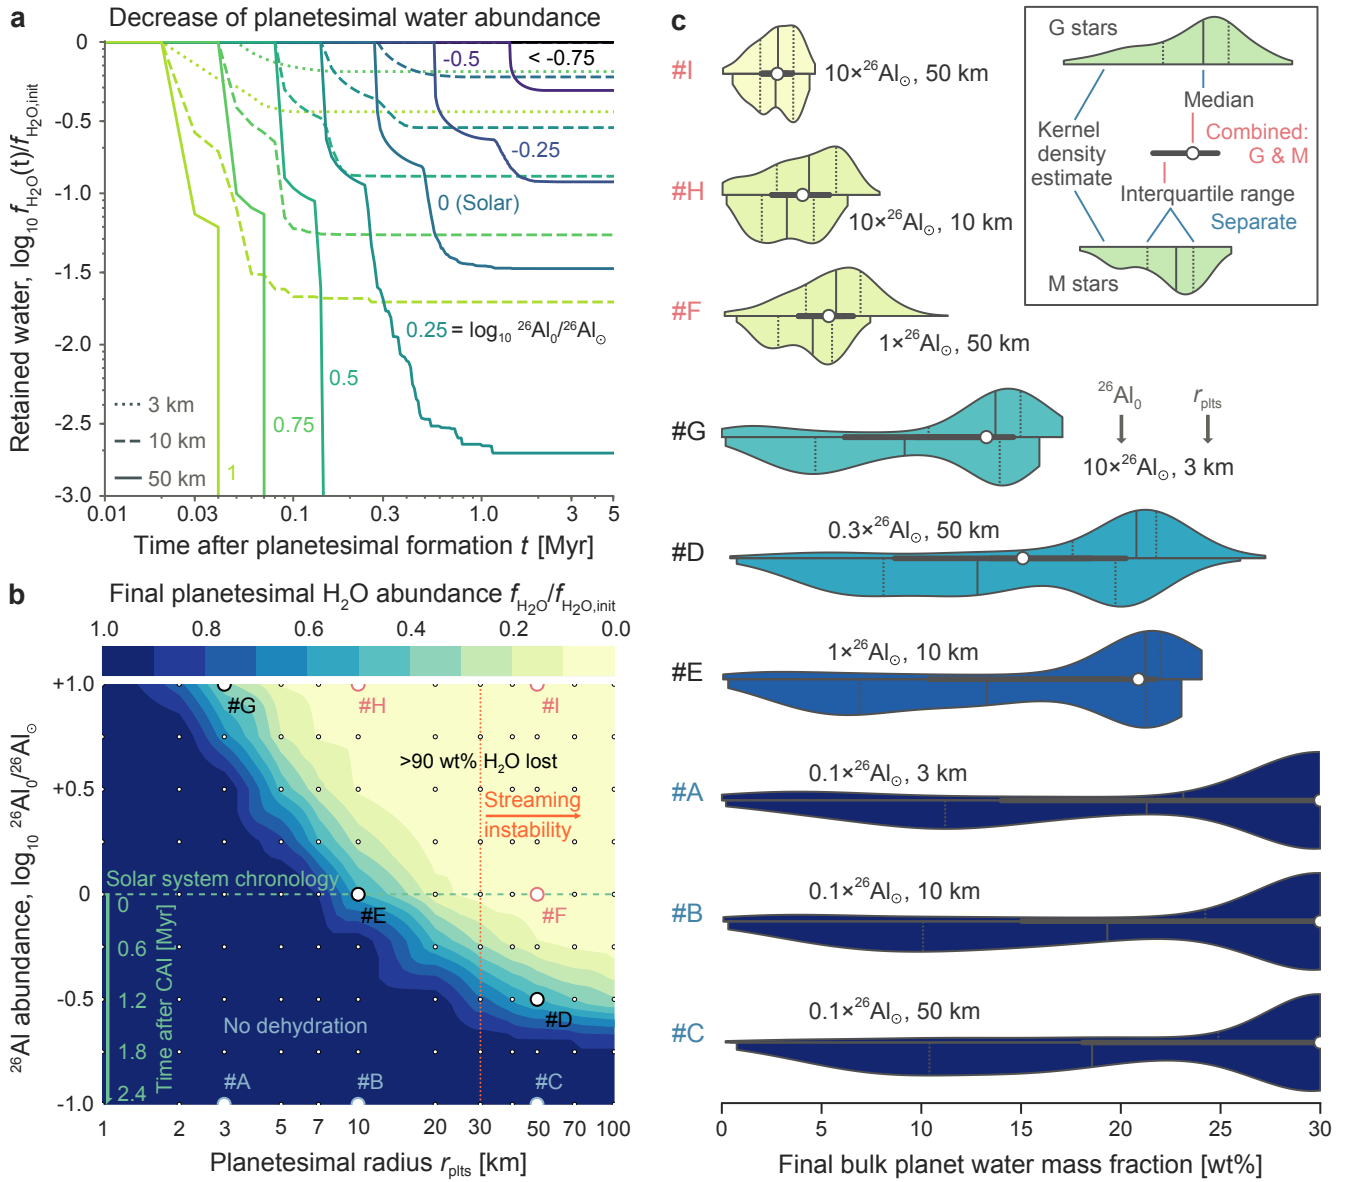 a Decrease of planetesimal water abundance
Retained water, log₁₀ f_H₂O(t)/f_H₂O,init
0
-0.5
-1.0
-1.5
-2.0
-2.5
-3.0
-0.5
< -0.75
-0.25
0 (Solar)
0.25 = log₁₀ ²⁶Al₀/²⁶Al☉
0.5
0.75
1
3 km
10 km
50 km
0.01 0.03 0.1 0.3 1.0 3 5
Time after planetesimal formation t [Myr]
b Final planetesimal H₂O abundance f_H₂O/f_H₂O,init
1.0 0.8 0.6 0.4 0.2 0.0
²⁶Al abundance, log₁₀ ²⁶Al₀/²⁶Al☉
+1.0
+0.5
0
-0.5
-1.0
#G
#H
#I
>90 wt% H₂O lost
Streaming
instability
Solar system chronology
Time after CAI [Myr]
0
0.6
1.2
1.8
2.4
#E
#F
#D
No dehydration
#A
#B
#C
1 2 3 5 7 10 20 30 50 70 100
Planetesimal radius r_plts [km]
c
#I
10×²⁶Al☉, 50 km
#H
10×²⁶Al☉, 10 km
#F
1×²⁶Al☉, 50 km
#G
²⁶Al₀ r_plts
10×²⁶Al☉, 3 km
#D
0.3×²⁶Al☉, 50 km
#E
1×²⁶Al☉, 10 km
#A
0.1×²⁶Al☉, 3 km
#B
0.1×²⁶Al☉, 10 km
#C
0.1×²⁶Al☉, 50 km
0 5 10 15 20 25 30
Final bulk planet water mass fraction [wt%]
G stars
Median
Kernel
density
estimate
Combined:
G & M
Interquartile range
Separate
M stars